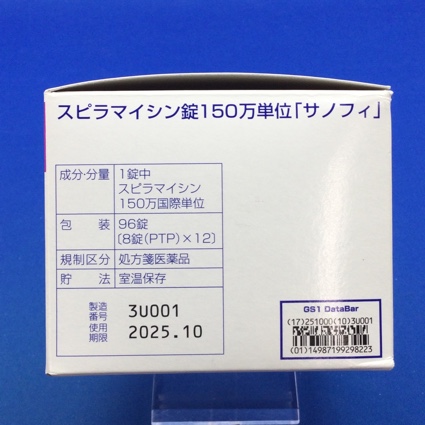 スピラマイシン錠150万単位「サノフィ」
成分・分量 1錠中
スピラマイシン
150万国際単位
包装 96錠
〔8錠(PTP)×12〕
規制区分 処方箋医薬品
貯法 室温保存
製造番号 3U001
使用期限 2025.10
GS1 DataBar
(17)251000(10)3U001
(01)14987199298223